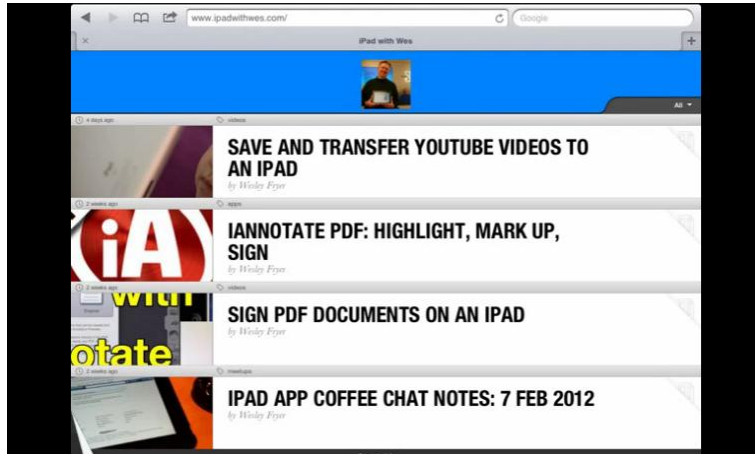 www.ipadwithwes.com/
Google
iPad with Wes
All
4 days ago
videos
SAVE AND TRANSFER YOUTUBE VIDEOS TO
AN IPAD
by Wesley Fryer
2 weeks ago
apps
iA
IANNOTATE PDF: HIGHLIGHT, MARK UP,
SIGN
by Wesley Fryer
2 weeks ago
videos
with
otate
SIGN PDF DOCUMENTS ON AN IPAD
by Wesley Fryer
2 weeks ago
meetups
IPAD APP COFFEE CHAT NOTES: 7 FEB 2012
by Wesley Fryer